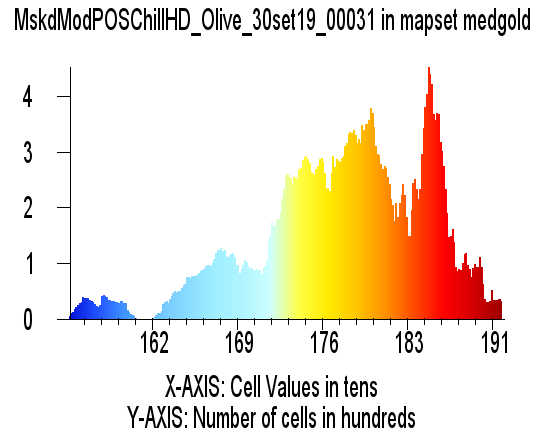 MskdModPOSChillHD_Olive_30set19_00031 in mapset medgold
4
3
2
1
0
162 169 176 183 191
X-AXIS: Cell Values in tens
Y-AXIS: Number of cells in hundreds